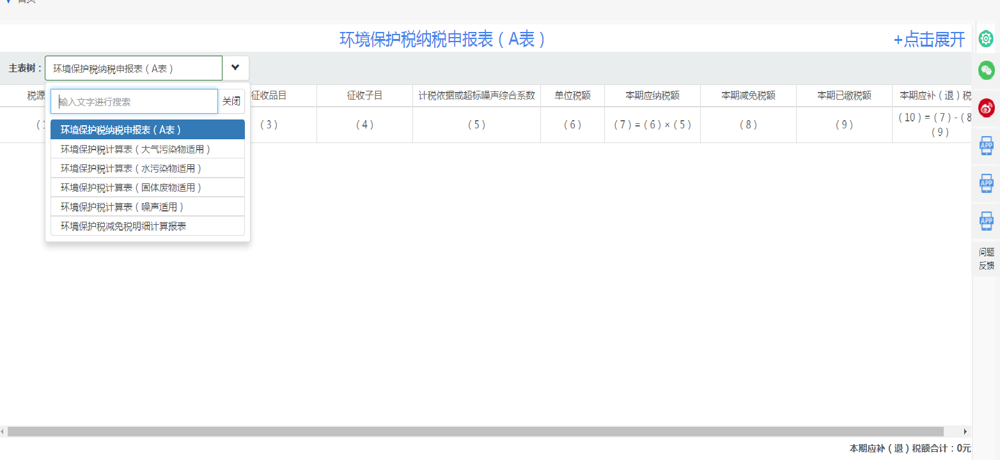 首页
环境保护税纳税申报表（A表）
+点击展开
主表树：
环境保护税纳税申报表（A表）
输入文字进行搜索
关闭
环境保护税纳税申报表（A表）
环境保护税计算表（大气污染物适用）
环境保护税计算表（水污染物适用）
环境保护税计算表（固体废物适用）
环境保护税计算表（噪声适用）
环境保护税减免税明细计算报表
税源 征收品目 征收子目 计税依据或超标噪声综合系数 单位税额 本期应纳税额 本期减免税额 本期已缴税额 本期应补（退）税
（1 （3） （4） （5） （6） （7）=（6）×（5） （8） （9） （10）=（7）-（8
（9）
APP
APP
APP
问题
反馈
本期应补（退）税额合计：0元